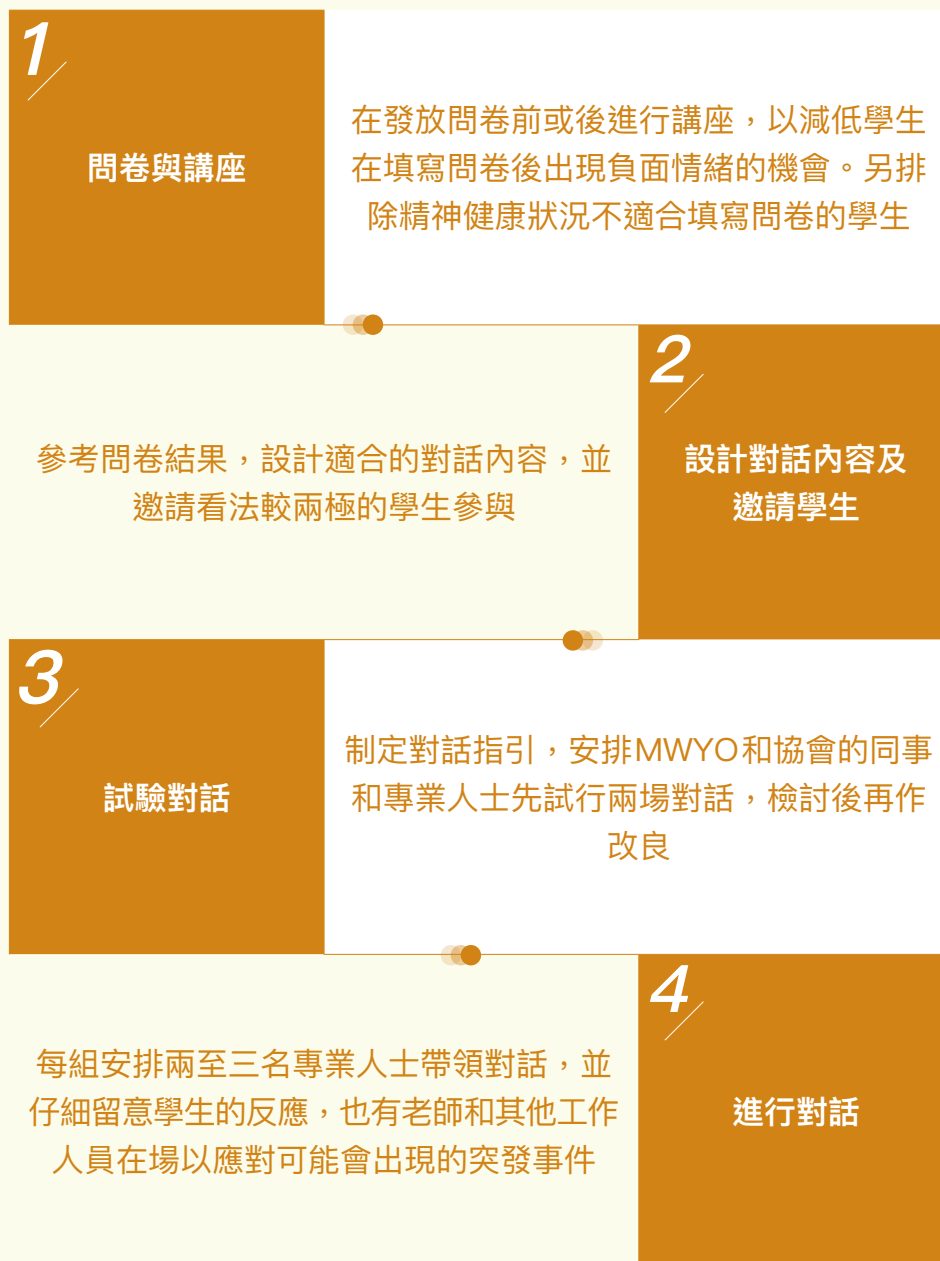 1
問卷與講座
在發放問卷前或後進行講座，以減低學生
在填寫問卷後出現負面情緒的機會。另排
除精神健康狀況不適合填寫問卷的學生
2
設計對話內容及
邀請學生
參考問卷結果，設計適合的對話內容，並
邀請看法較兩極的學生參與
3
試驗對話
制定對話指引，安排MWYO和協會的同事
和專業人士先試行兩場對話，檢討後再作
改良
4
進行對話
每組安排兩至三名專業人士帶領對話，並
仔細留意學生的反應，也有老師和其他工作
人員在場以應對可能會出現的突發事件